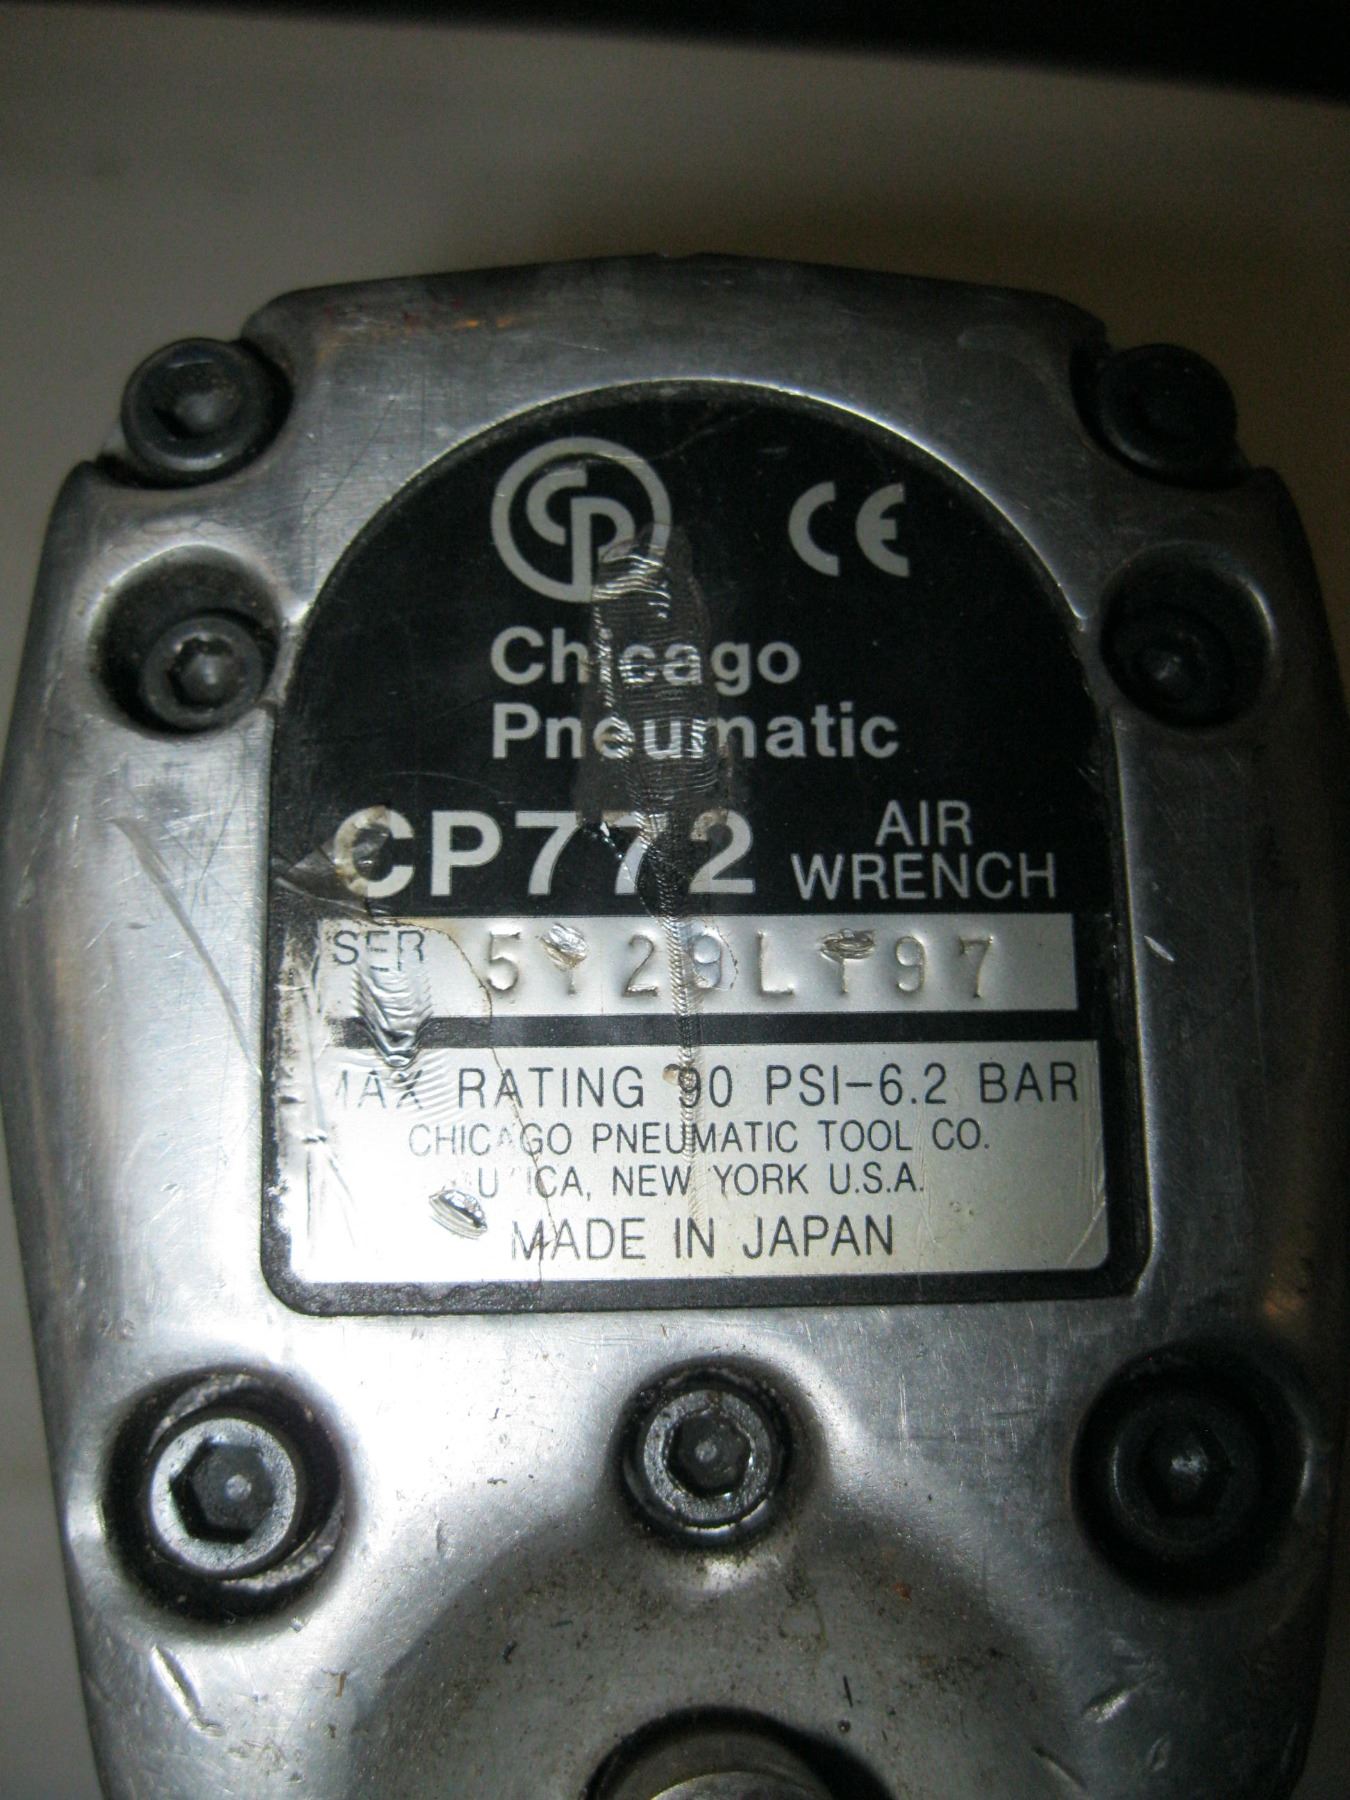 CP CE
Chicago
Pneumatic
CP772 AIR
WRENCH
SER
MAX RATING 90 PSI-6.2 BAR
CHICAGO PNEUMATIC TOOL CO.
UTICA, NEW YORK U.S.A.
MADE IN JAPAN